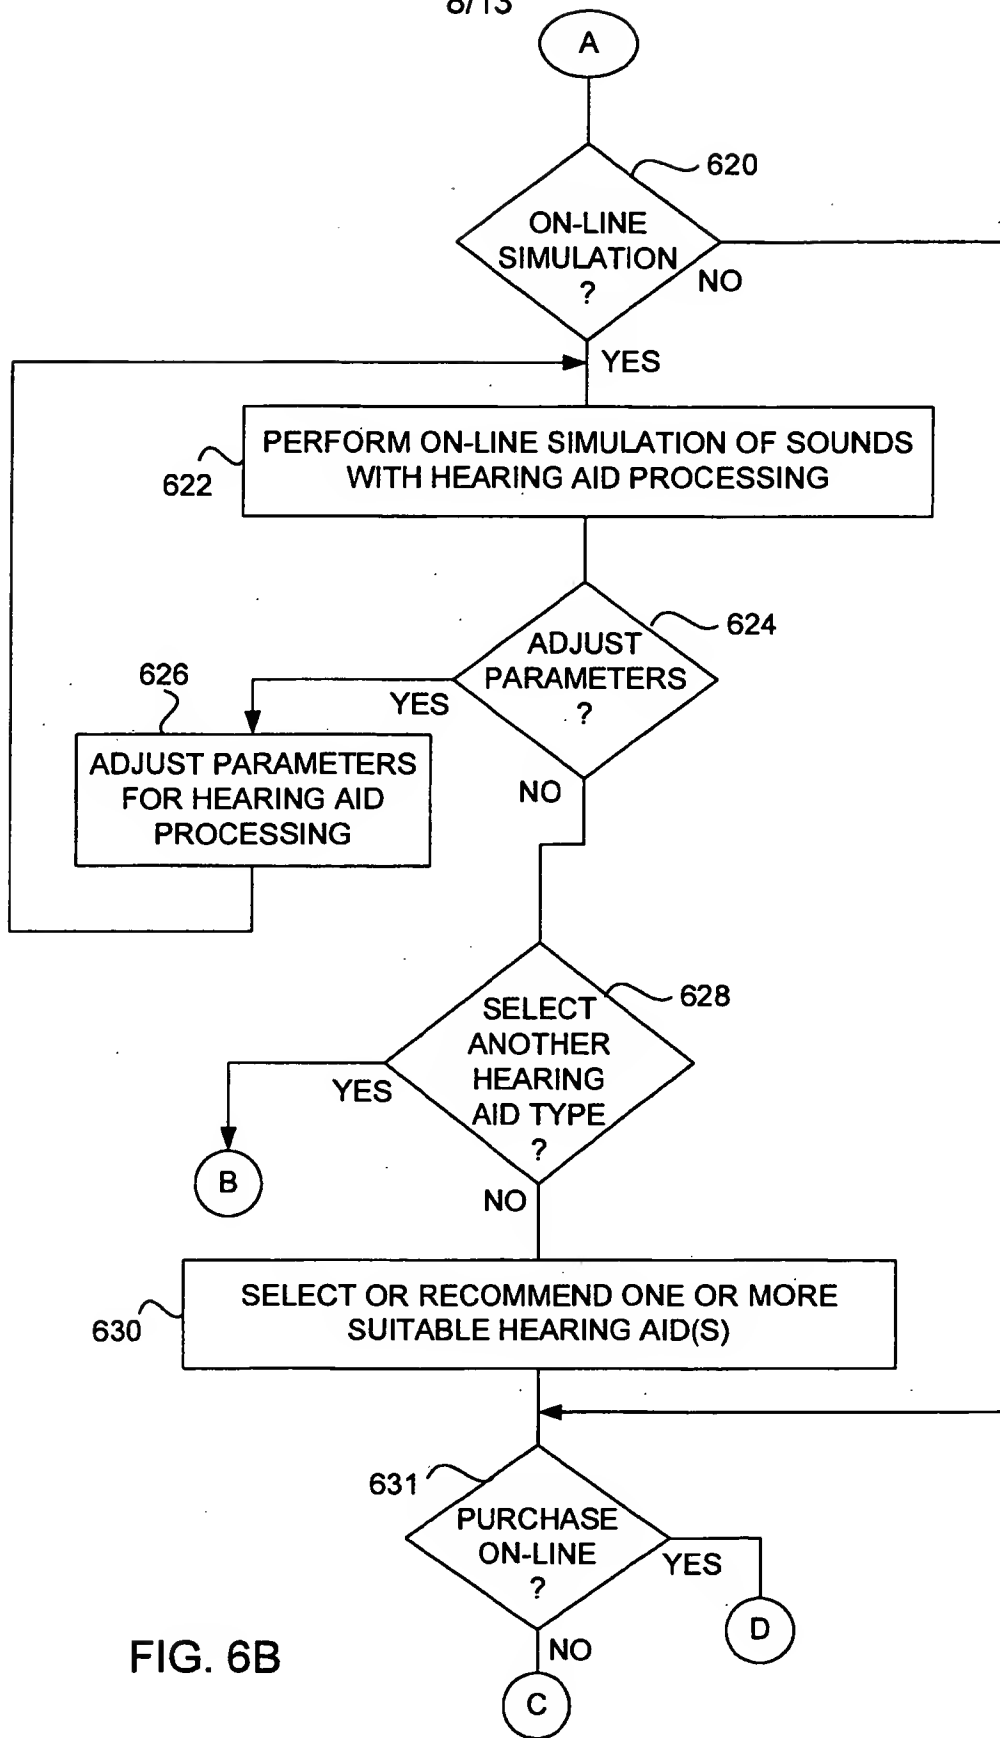 8/13
A
620
ON-LINE
SIMULATION
?
NO
YES
PERFORM ON-LINE SIMULATION OF SOUNDS
WITH HEARING AID PROCESSING
622
624
ADJUST
PARAMETERS
?
YES
626
ADJUST PARAMETERS
FOR HEARING AID
PROCESSING
NO
628
SELECT
ANOTHER
HEARING
AID TYPE
?
YES
B
NO
SELECT OR RECOMMEND ONE OR MORE
SUITABLE HEARING AID(S)
630
631
PURCHASE
ON-LINE
?
YES
D
NO
C
FIG. 6B